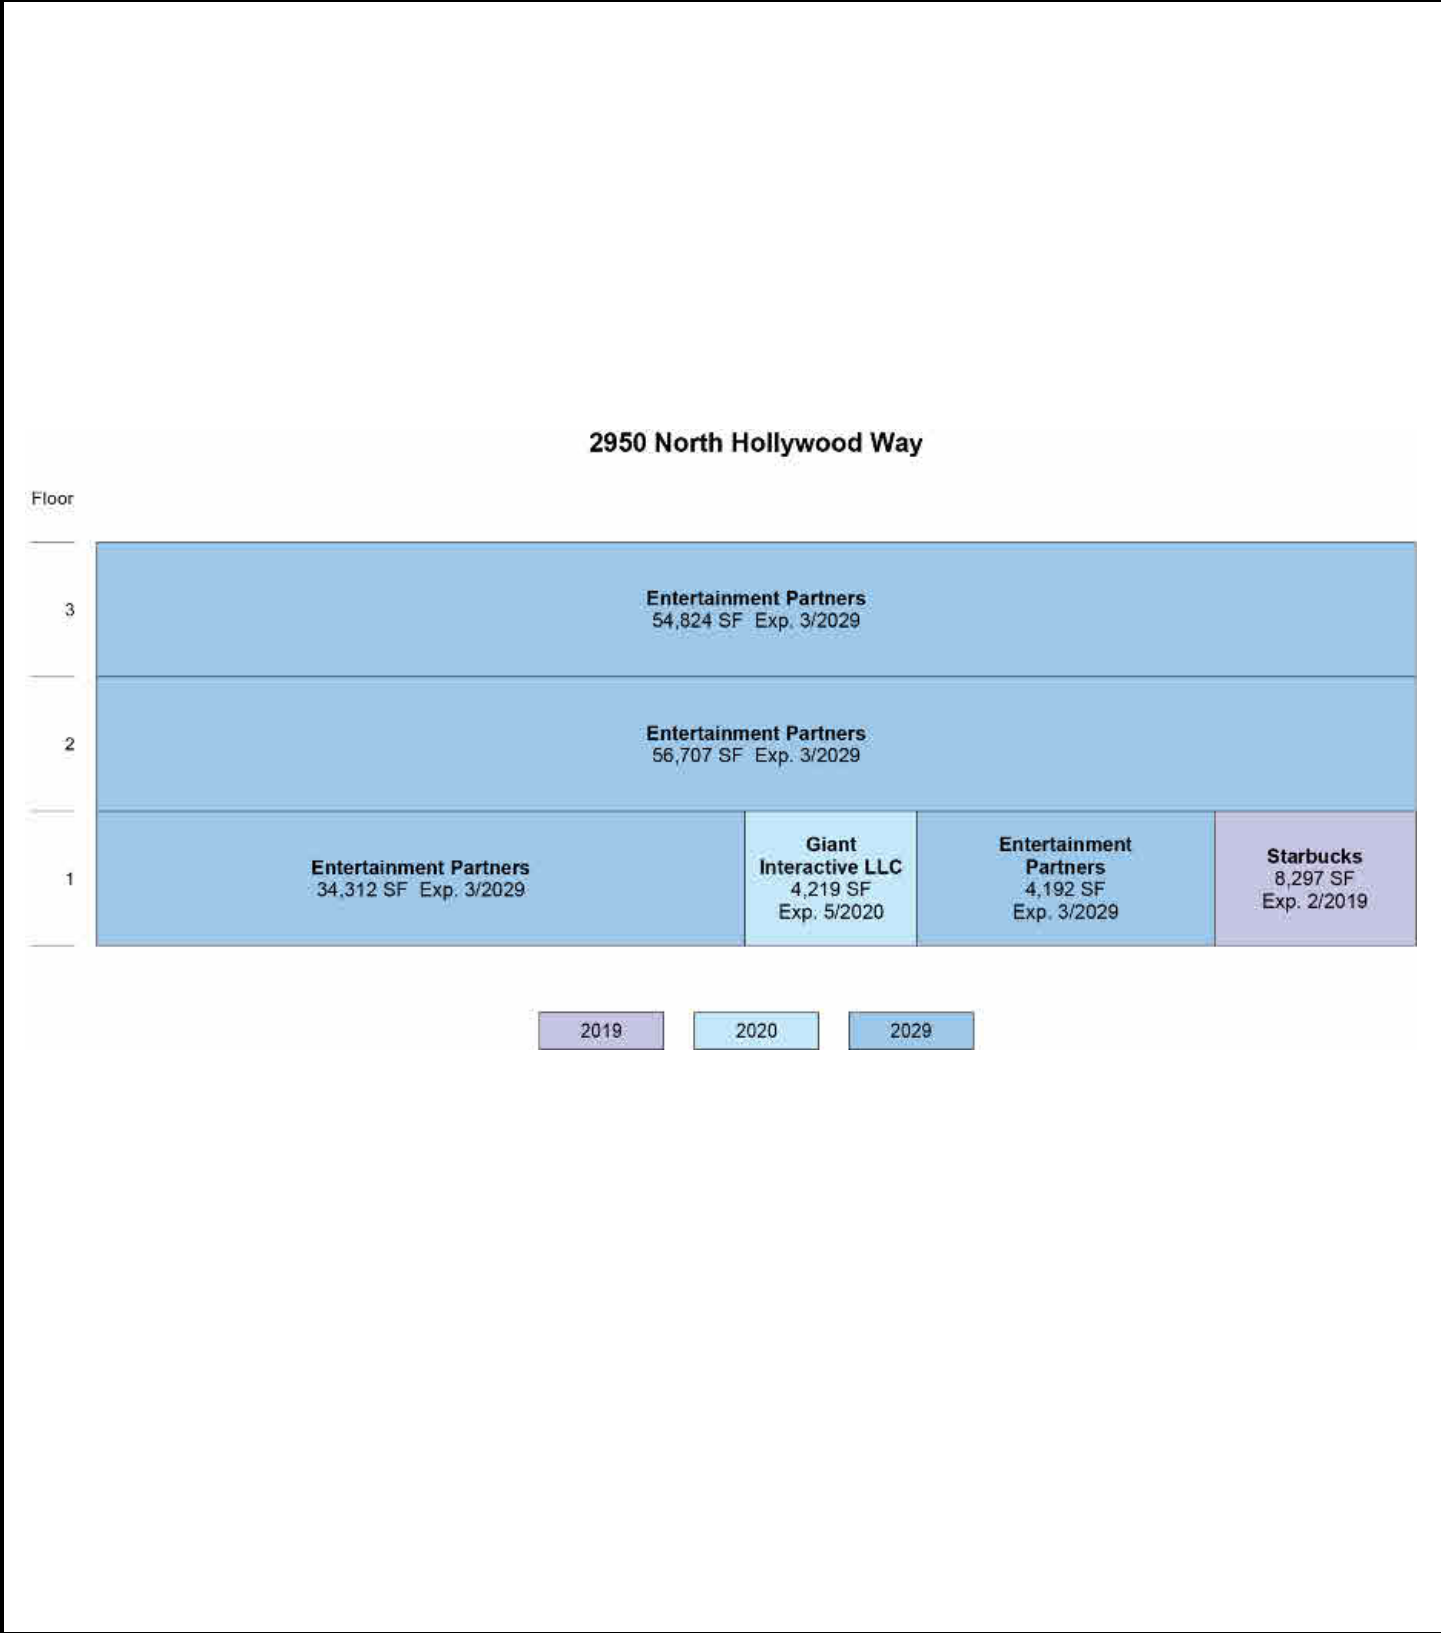 2950 North Hollywood Way
Floor
3
Entertainment Partners
54,824 SF Exp. 3/2029
2
Entertainment Partners
56,707 SF Exp. 3/2029
1
Entertainment Partners
34,312 SF Exp. 3/2029
Giant
Interactive LLC
4,219 SF
Exp. 5/2020
Entertainment
Partners
4,192 SF
Exp. 3/2029
Starbucks
8,297 SF
Exp. 2/2019
2019
2020
2029